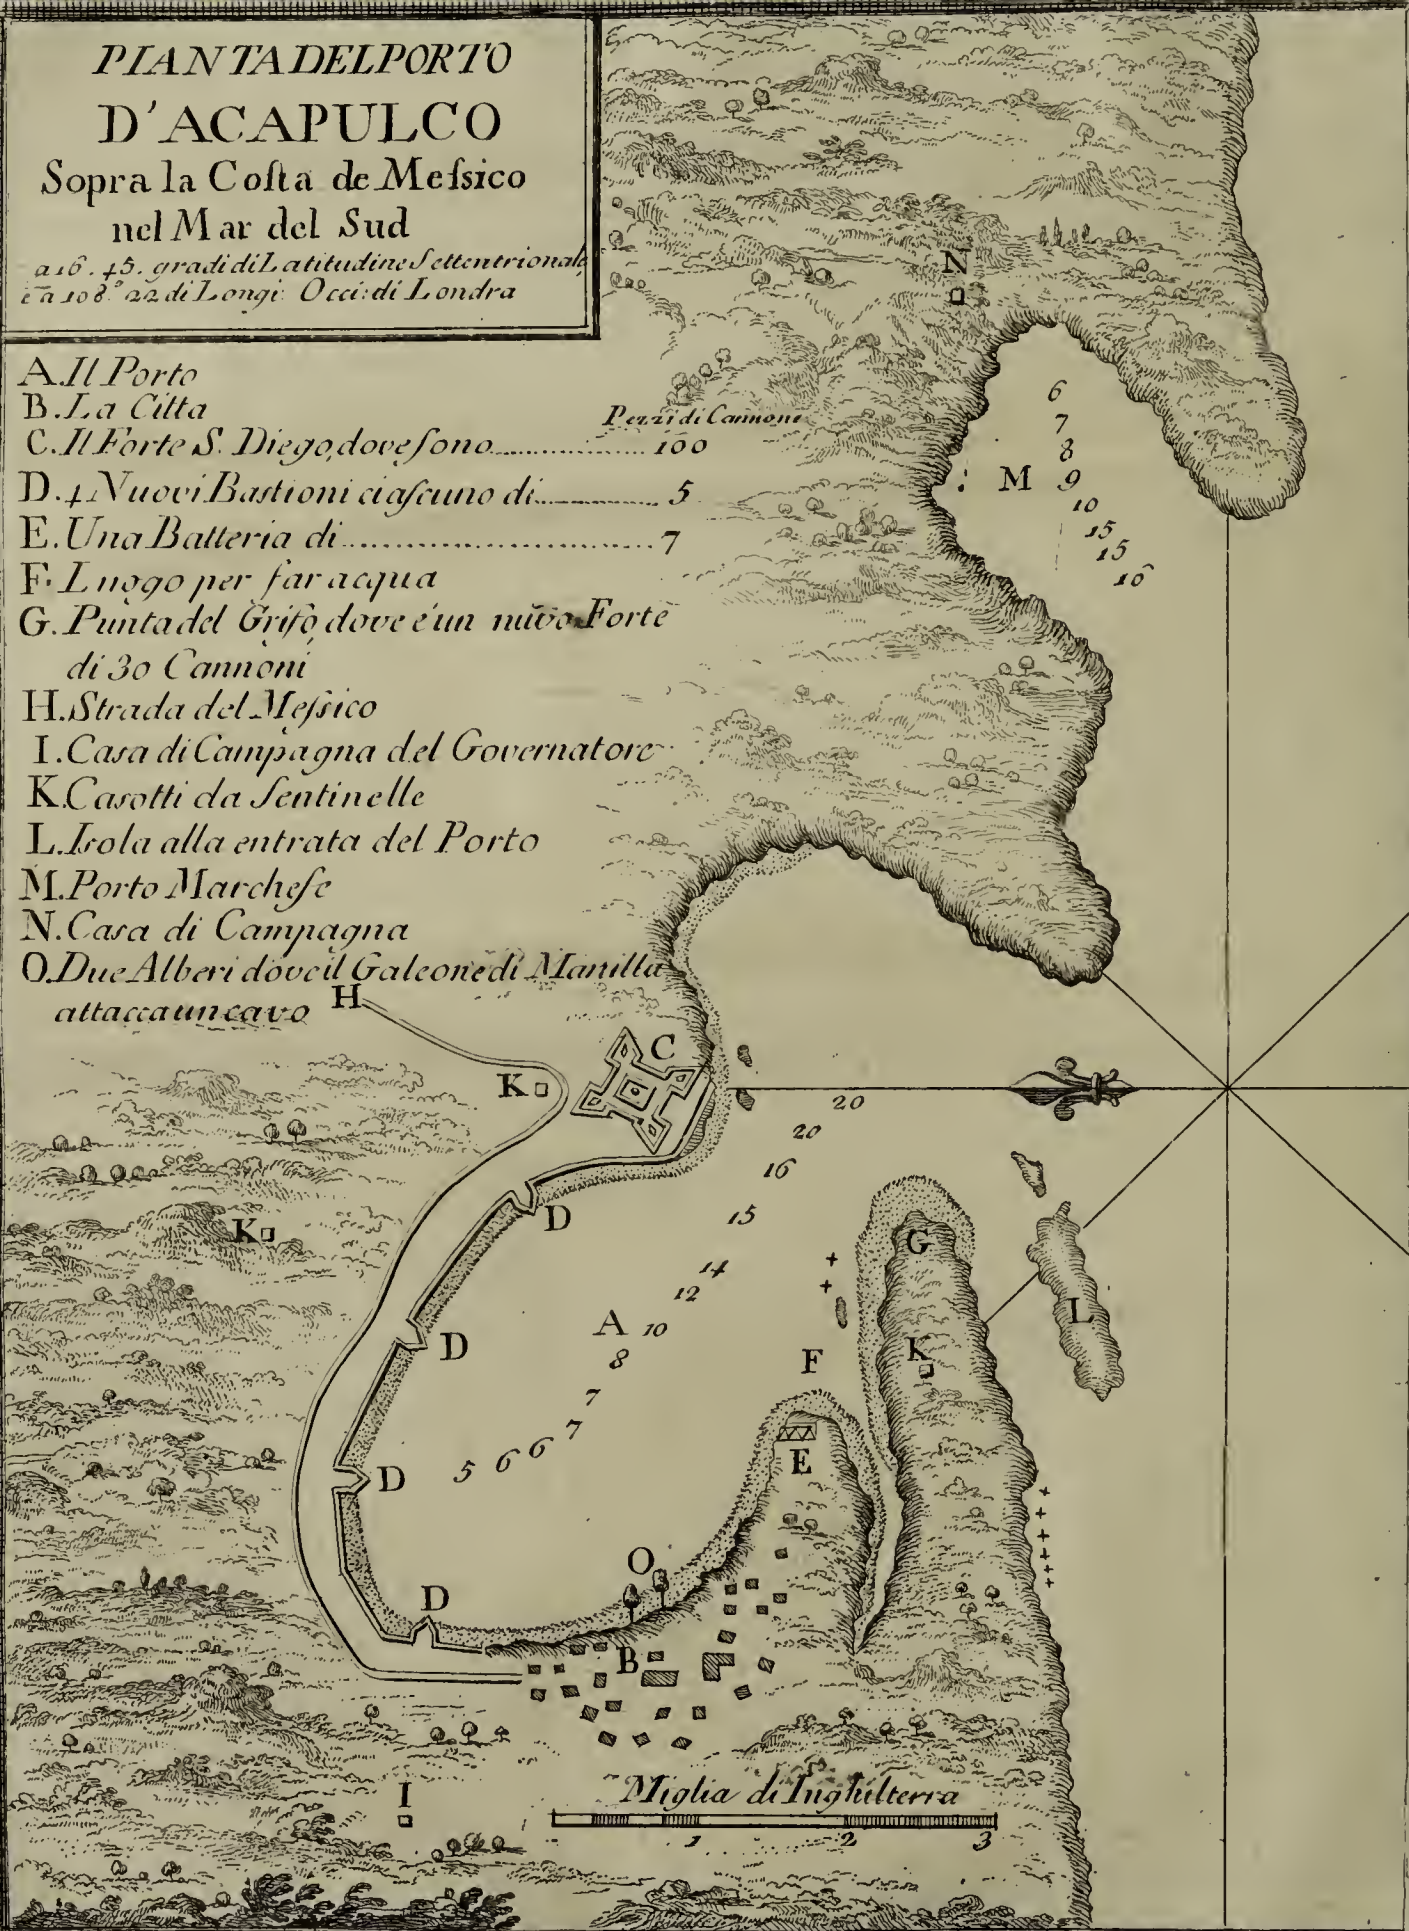 PIANTA DEL PORTO
D'ACAPULCO
Sopra la Coſta de Meſsico
nel Mar del Sud
a 16. 45. gradi di Latitudine Settentrionale
e a 108.° 22 di Longi: Occi: di Londra
A. Il Porto
B. La Citta
Pezzi di Cannone
C. Il Forte S. Diego, dove ſono 100
D. 4 Nuovi Bastioni ciaſcuno di 5
E. Una Batteria di 7
F. Luogo per far acqua
G. Punta del Grifo, dove é un nuovo Forte
di 30 Cannoni
H. Strada del Meſsico
I. Casa di Campagna del Governatore
K. Casotti da Sentinelle
L. Isola alla entrata del Porto
M. Porto Marcheſe
N. Casa di Campagna
O. Due Alberi dove il Galeone di Manilla
attacca un cavo
N
6
7
8
M 9
10
15
15
16
H
C
K
20
20
16
K
D
15
G
14
12
L
A 10
D
8
F
K
7
7
6
6
5
D
E
O
D
B
Miglia di Inghilterra
I
1 2 3